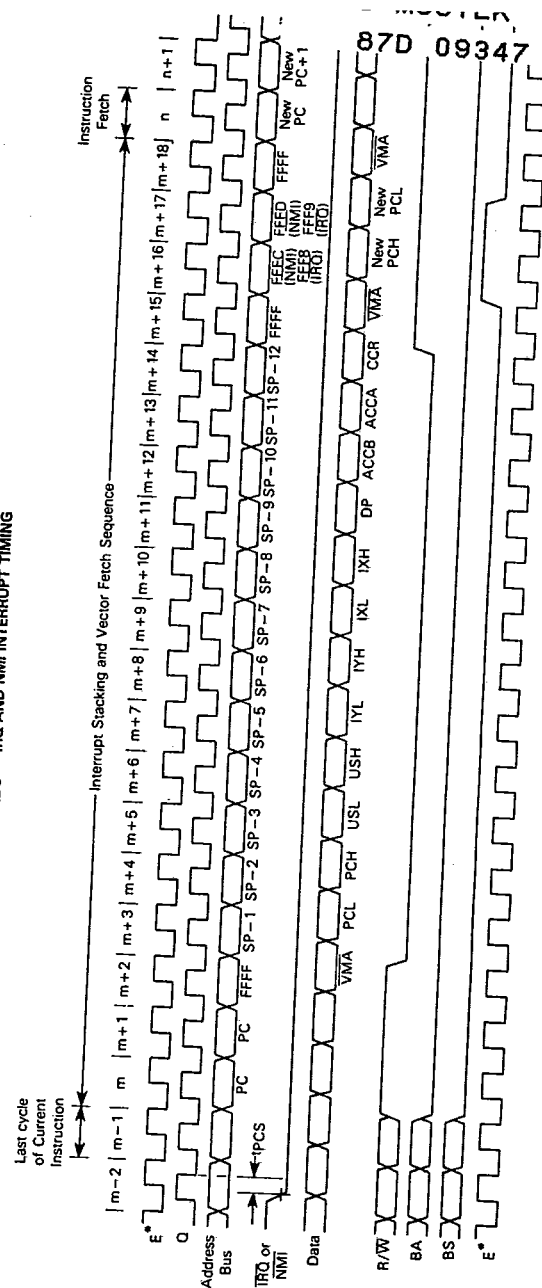 87D 09347
IRQ AND NMI INTERRUPT TIMING
Last cycle
of Current
Instruction
Interrupt Stacking and Vector Fetch Sequence
Instruction
Fetch
m-2 | m-1 | m | m+1 | m+2 | m+3 | m+4 | m+5 | m+6 | m+7 | m+8 | m+9 | m+10 | m+11 | m+12 | m+13 | m+14 | m+15 | m+16 | m+17 | m+18 | n | n+1
E*
Q
Address
Bus
PC PC FFFF SP-1 SP-2 SP-3 SP-4 SP-5 SP-6 SP-7 SP-8 SP-9 SP-10 SP-11 SP-12 FFFF FFFC (NMI) FFF8 (IRQ) FFFD (NMI) FFF9 (IRQ) FFFF New PC New PC+1
tPCS
IRQ or
NMI
Data
VMA PCL PCH USL USH IYL IYH IXL IXH DP ACCB ACCA CCR VMA New PCH New PCL VMA
R/W
BA
BS
E*